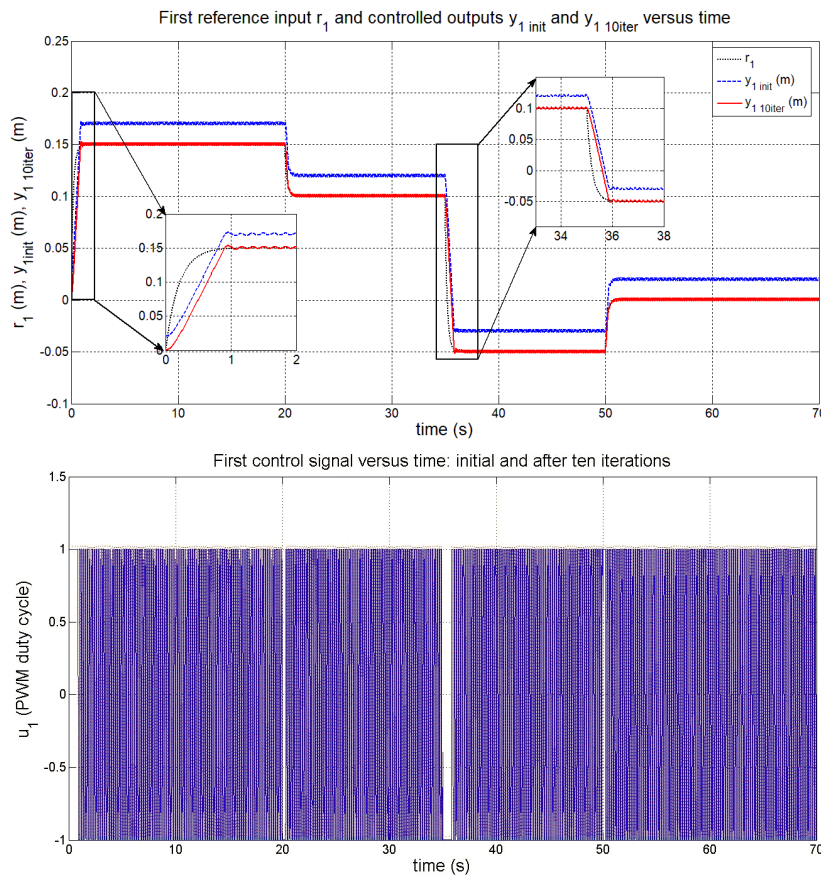 First reference input r1 and controlled outputs y1 init and y1 10iter versus time
r1 (m), y1init (m), y1 10iter (m)
0.25
0.2
0.15
0.1
0.05
0
-0.05
-0.1
0 10 20 30 40 50 60 70
time (s)
r1
y1 init (m)
y1 10iter (m)
0.2
0.15
0.1
0.05
0
0 1 2
0.1
0.05
0
-0.05
34 36 38
First control signal versus time: initial and after ten iterations
u1 (PWM duty cycle)
1.5
1
0.5
0
-0.5
-1
0 10 20 30 40 50 60 70
time (s)